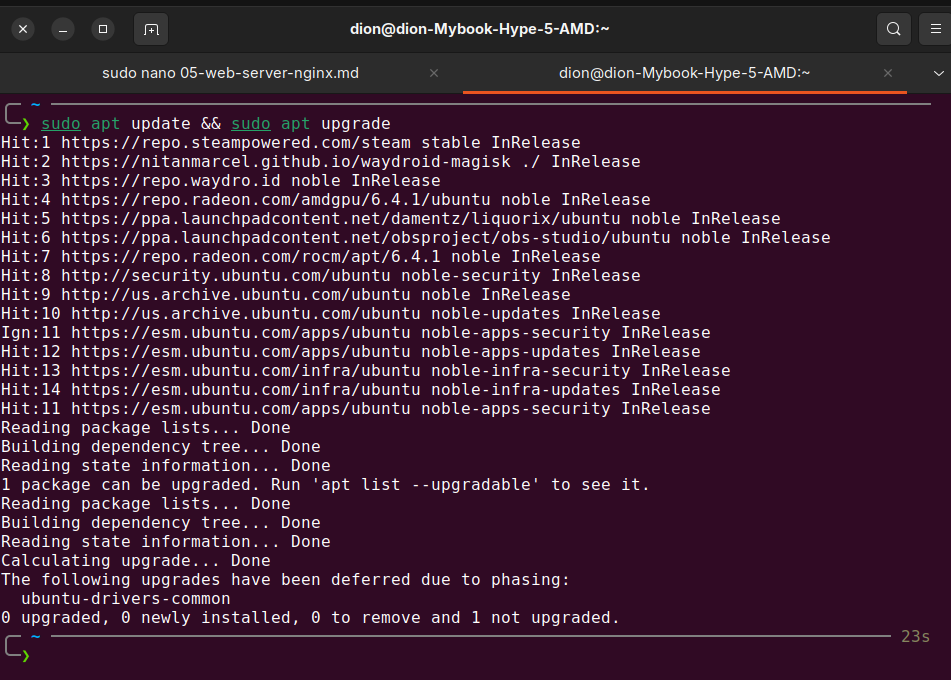 dion@dion-Mybook-Hype-5-AMD:~
sudo nano 05-web-server-nginx.md
dion@dion-Mybook-Hype-5-AMD:~
~
❯ sudo apt update && sudo apt upgrade
Hit:1 https://repo.steampowered.com/steam stable InRelease
Hit:2 https://nitanmarcel.github.io/waydroid-magisk ./ InRelease
Hit:3 https://repo.waydro.id noble InRelease
Hit:4 https://repo.radeon.com/amdgpu/6.4.1/ubuntu noble InRelease
Hit:5 https://ppa.launchpadcontent.net/damentz/liquorix/ubuntu noble InRelease
Hit:6 https://ppa.launchpadcontent.net/obsproject/obs-studio/ubuntu noble InRelease
Hit:7 https://repo.radeon.com/rocm/apt/6.4.1 noble InRelease
Hit:8 http://security.ubuntu.com/ubuntu noble-security InRelease
Hit:9 http://us.archive.ubuntu.com/ubuntu noble InRelease
Hit:10 http://us.archive.ubuntu.com/ubuntu noble-updates InRelease
Ign:11 https://esm.ubuntu.com/apps/ubuntu noble-apps-security InRelease
Hit:12 https://esm.ubuntu.com/apps/ubuntu noble-apps-updates InRelease
Hit:13 https://esm.ubuntu.com/infra/ubuntu noble-infra-security InRelease
Hit:14 https://esm.ubuntu.com/infra/ubuntu noble-infra-updates InRelease
Hit:11 https://esm.ubuntu.com/apps/ubuntu noble-apps-security InRelease
Reading package lists... Done
Building dependency tree... Done
Reading state information... Done
1 package can be upgraded. Run 'apt list --upgradable' to see it.
Reading package lists... Done
Building dependency tree... Done
Reading state information... Done
Calculating upgrade... Done
The following upgrades have been deferred due to phasing:
  ubuntu-drivers-common
0 upgraded, 0 newly installed, 0 to remove and 1 not upgraded.
~ 23s
❯